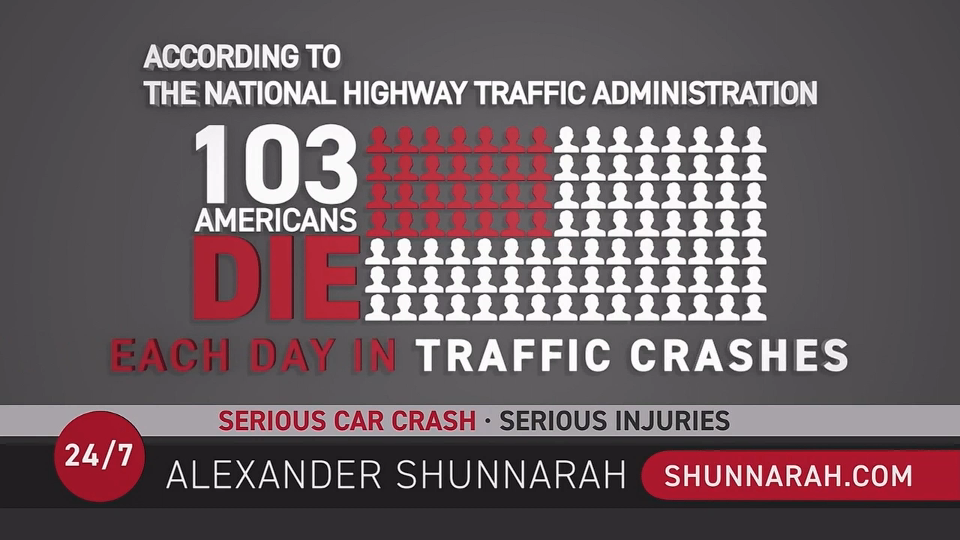 ACCORDING TO
THE NATIONAL HIGHWAY TRAFFIC ADMINISTRATION
103
AMERICANS
DIE
EACH DAY IN TRAFFIC CRASHES
SERIOUS CAR CRASH · SERIOUS INJURIES
24/7
ALEXANDER SHUNNARAH
SHUNNARAH.COM